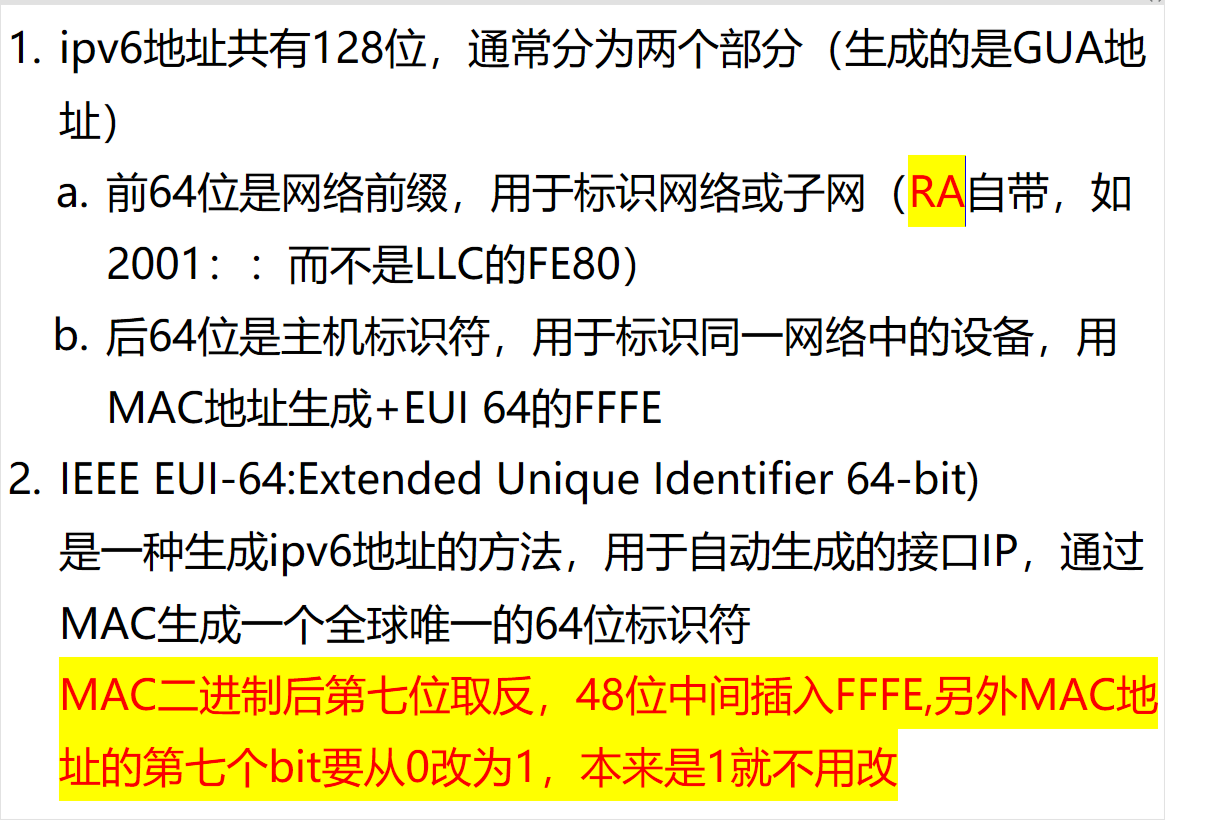 1. ipv6地址共有128位，通常分为两个部分（生成的是GUA地
址）
a. 前64位是网络前缀，用于标识网络或子网（RA自带，如
2001：：而不是LLC的FE80）
b. 后64位是主机标识符，用于标识同一网络中的设备，用
MAC地址生成+EUI 64的FFFE
2. IEEE EUI-64:Extended Unique Identifier 64-bit)
是一种生成ipv6地址的方法，用于自动生成的接口IP，通过
MAC生成一个全球唯一的64位标识符
MAC二进制后第七位取反，48位中间插入FFFE,另外MAC地
址的第七个bit要从0改为1，本来是1就不用改